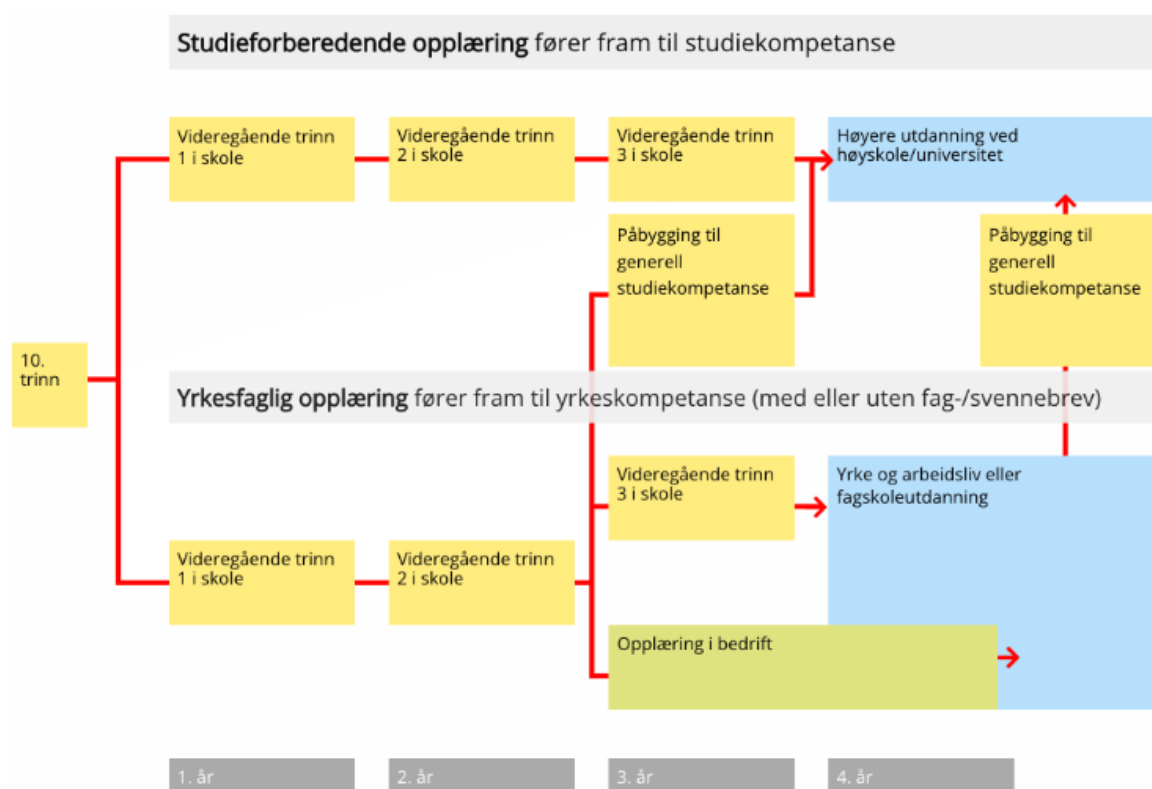 Studieforberedende opplæring fører fram til studiekompetanse
Videregående trinn
1 i skole
Videregående trinn
2 i skole
Videregående trinn
3 i skole
Høyere utdanning ved
høyskole/universitet
Påbygging til
generell
studiekompetanse
Påbygging til
generell
studiekompetanse
10.
trinn
Yrkesfaglig opplæring fører fram til yrkeskompetanse (med eller uten fag-/svennebrev)
Videregående trinn
3 i skole
Yrke og arbeidsliv eller
fagskoleutdanning
Videregående trinn
1 i skole
Videregående trinn
2 i skole
Opplæring i bedrift
1. år
2. år
3. år
4. år